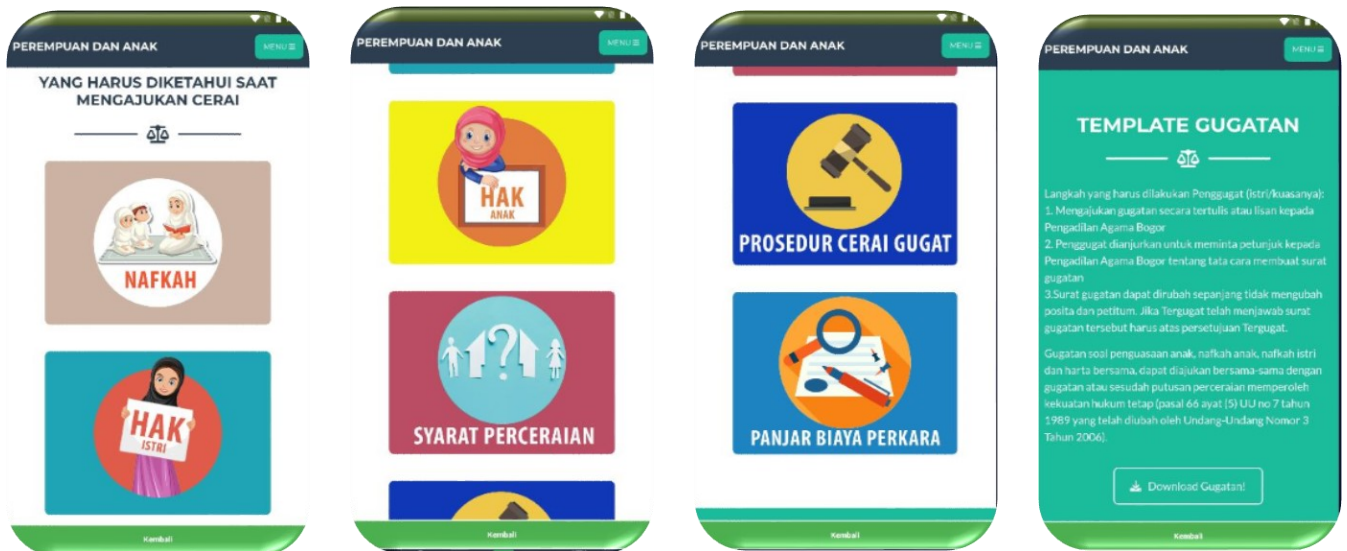 PEREMPUAN DAN ANAK
MENU
YANG HARUS DIKETAHUI SAAT
MENGAJUKAN CERAI
NAFKAH
HAK
ISTRI
Kembali
PEREMPUAN DAN ANAK
MENU
HAK
ANAK
?
SYARAT PERCERAIAN
Kembali
PEREMPUAN DAN ANAK
MENU
PROSEDUR CERAI GUGAT
PANJAR BIAYA PERKARA
Kembali
PEREMPUAN DAN ANAK
MENU
TEMPLATE GUGATAN
Langkah yang harus dilakukan Penggugat (istri/kuasanya):
1. Mengajukan gugatan secara tertulis atau lisan kepada
Pengadilan Agama Bogor
2. Penggugat dianjurkan untuk meminta petunjuk kepada
Pengadilan Agama Bogor tentang tata cara membuat surat
gugatan
3.Surat gugatan dapat dirubah sepanjang tidak mengubah
posita dan petitum. Jika Tergugat telah menjawab surat
gugatan tersebut harus atas persetujuan Tergugat.
Gugatan soal penguasaan anak, nafkah anak, nafkah istri
dan harta bersama, dapat diajukan bersama-sama dengan
gugatan atau sesudah putusan perceraian memperoleh
kekuatan hukum tetap (pasal 66 ayat (5) UU no 7 tahun
1989 yang telah diubah oleh Undang-Undang Nomor 3
Tahun 2006).
Download Gugatan!
Kembali